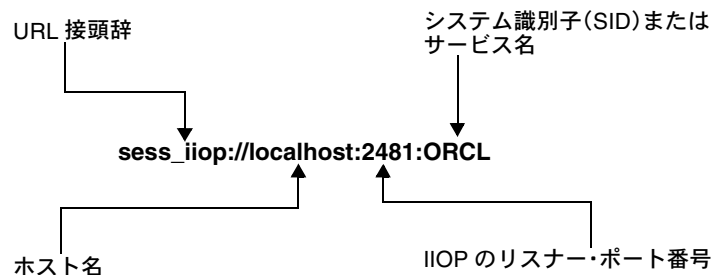 URL 接頭辞
システム識別子(SID)または
サービス名
sess_iiop://localhost:2481:ORCL
ホスト名
IIOP のリスナー・ポート番号